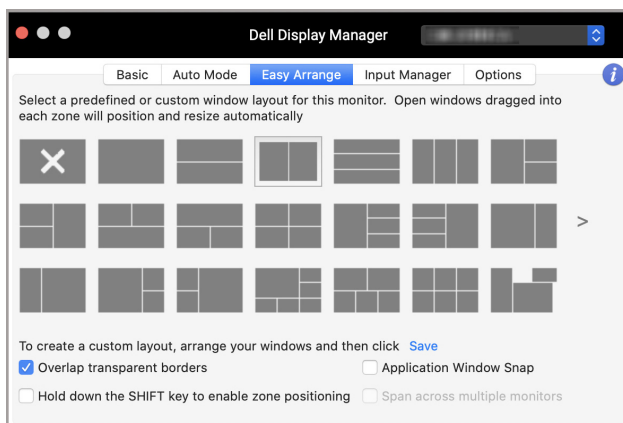 Dell Display Manager
Basic Auto Mode Easy Arrange Input Manager Options
Select a predefined or custom window layout for this monitor.  Open windows dragged into
each zone will position and resize automatically
>
To create a custom layout, arrange your windows and then click Save
Overlap transparent borders
Application Window Snap
Hold down the SHIFT key to enable zone positioning
Span across multiple monitors